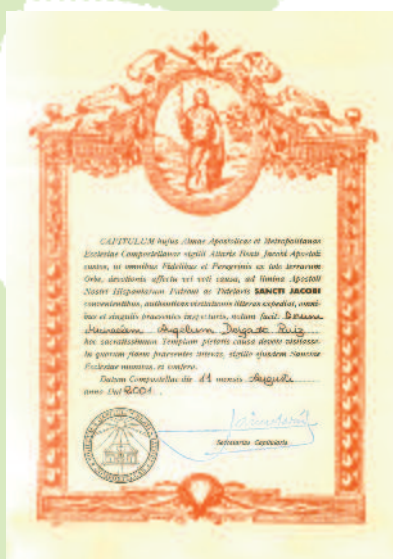 CAPITULUM hujus Almae Apostolicae et Metropolitanae
Ecclesiae Compostellanae sigilli Altaris Beati Jacobi Apostoli
custos, ut omnibus Fidelibus et Peregrinis ex toto terrarum
Orbe, devotionis affectu vel voti causa, ad limina Apostoli
Nostri Hispaniarum Patroni ac Tutelaris SANCTI JACOBI
convenientibus, authenticas visitationis litteras expediat, omni-
bus et singulis praesentes inspecturis, notum facit:
Angelum Delgado Ruiz
hoc sacratissimum Templum pietatis causa devote visitasse.
In quorum fidem praesentes litteras, sigillo ejusdem Sanctae
Ecclesiae munitas, ei confero.
Datum Compostellae die 11 mensis Augusti
anno Dni 2001.
Secretarius Capitularis